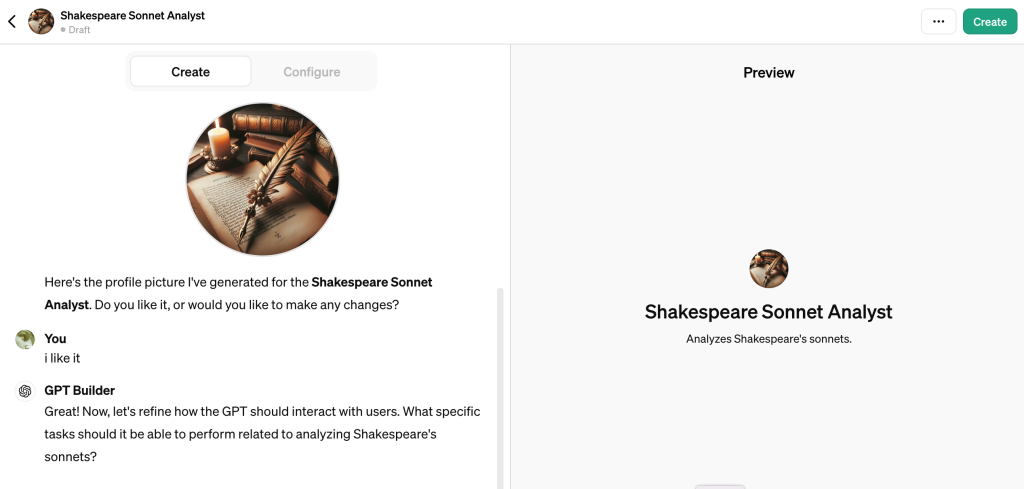 Shakespeare Sonnet Analyst
Draft
...
Create
Create
Configure
Here's the profile picture I've generated for the Shakespeare Sonnet
Analyst. Do you like it, or would you like to make any changes?
You
i like it
GPT Builder
Great! Now, let's refine how the GPT should interact with users. What specific
tasks should it be able to perform related to analyzing Shakespeare's
sonnets?
Preview
Shakespeare Sonnet Analyst
Analyzes Shakespeare's sonnets.